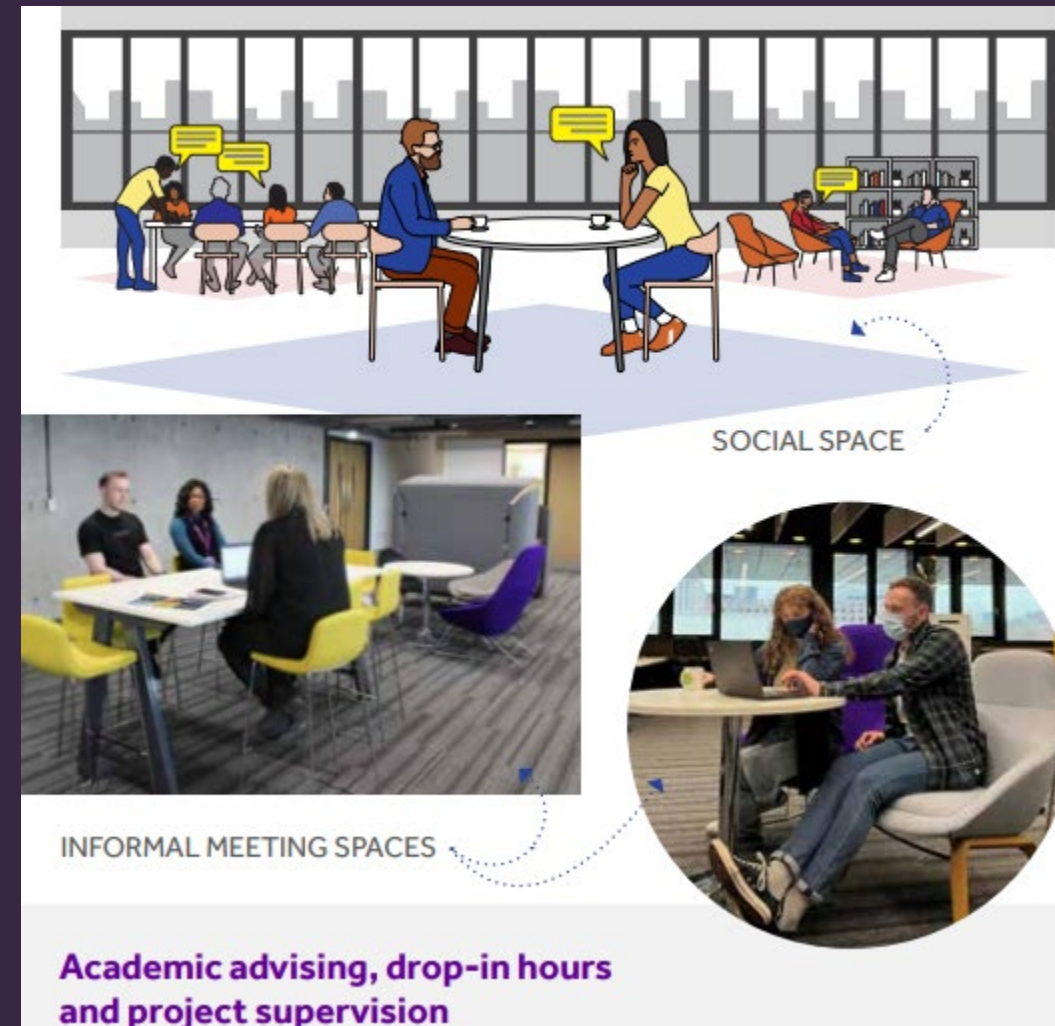 SOCIAL SPACE
INFORMAL MEETING SPACES
Academic advising, drop-in hours
and project supervision